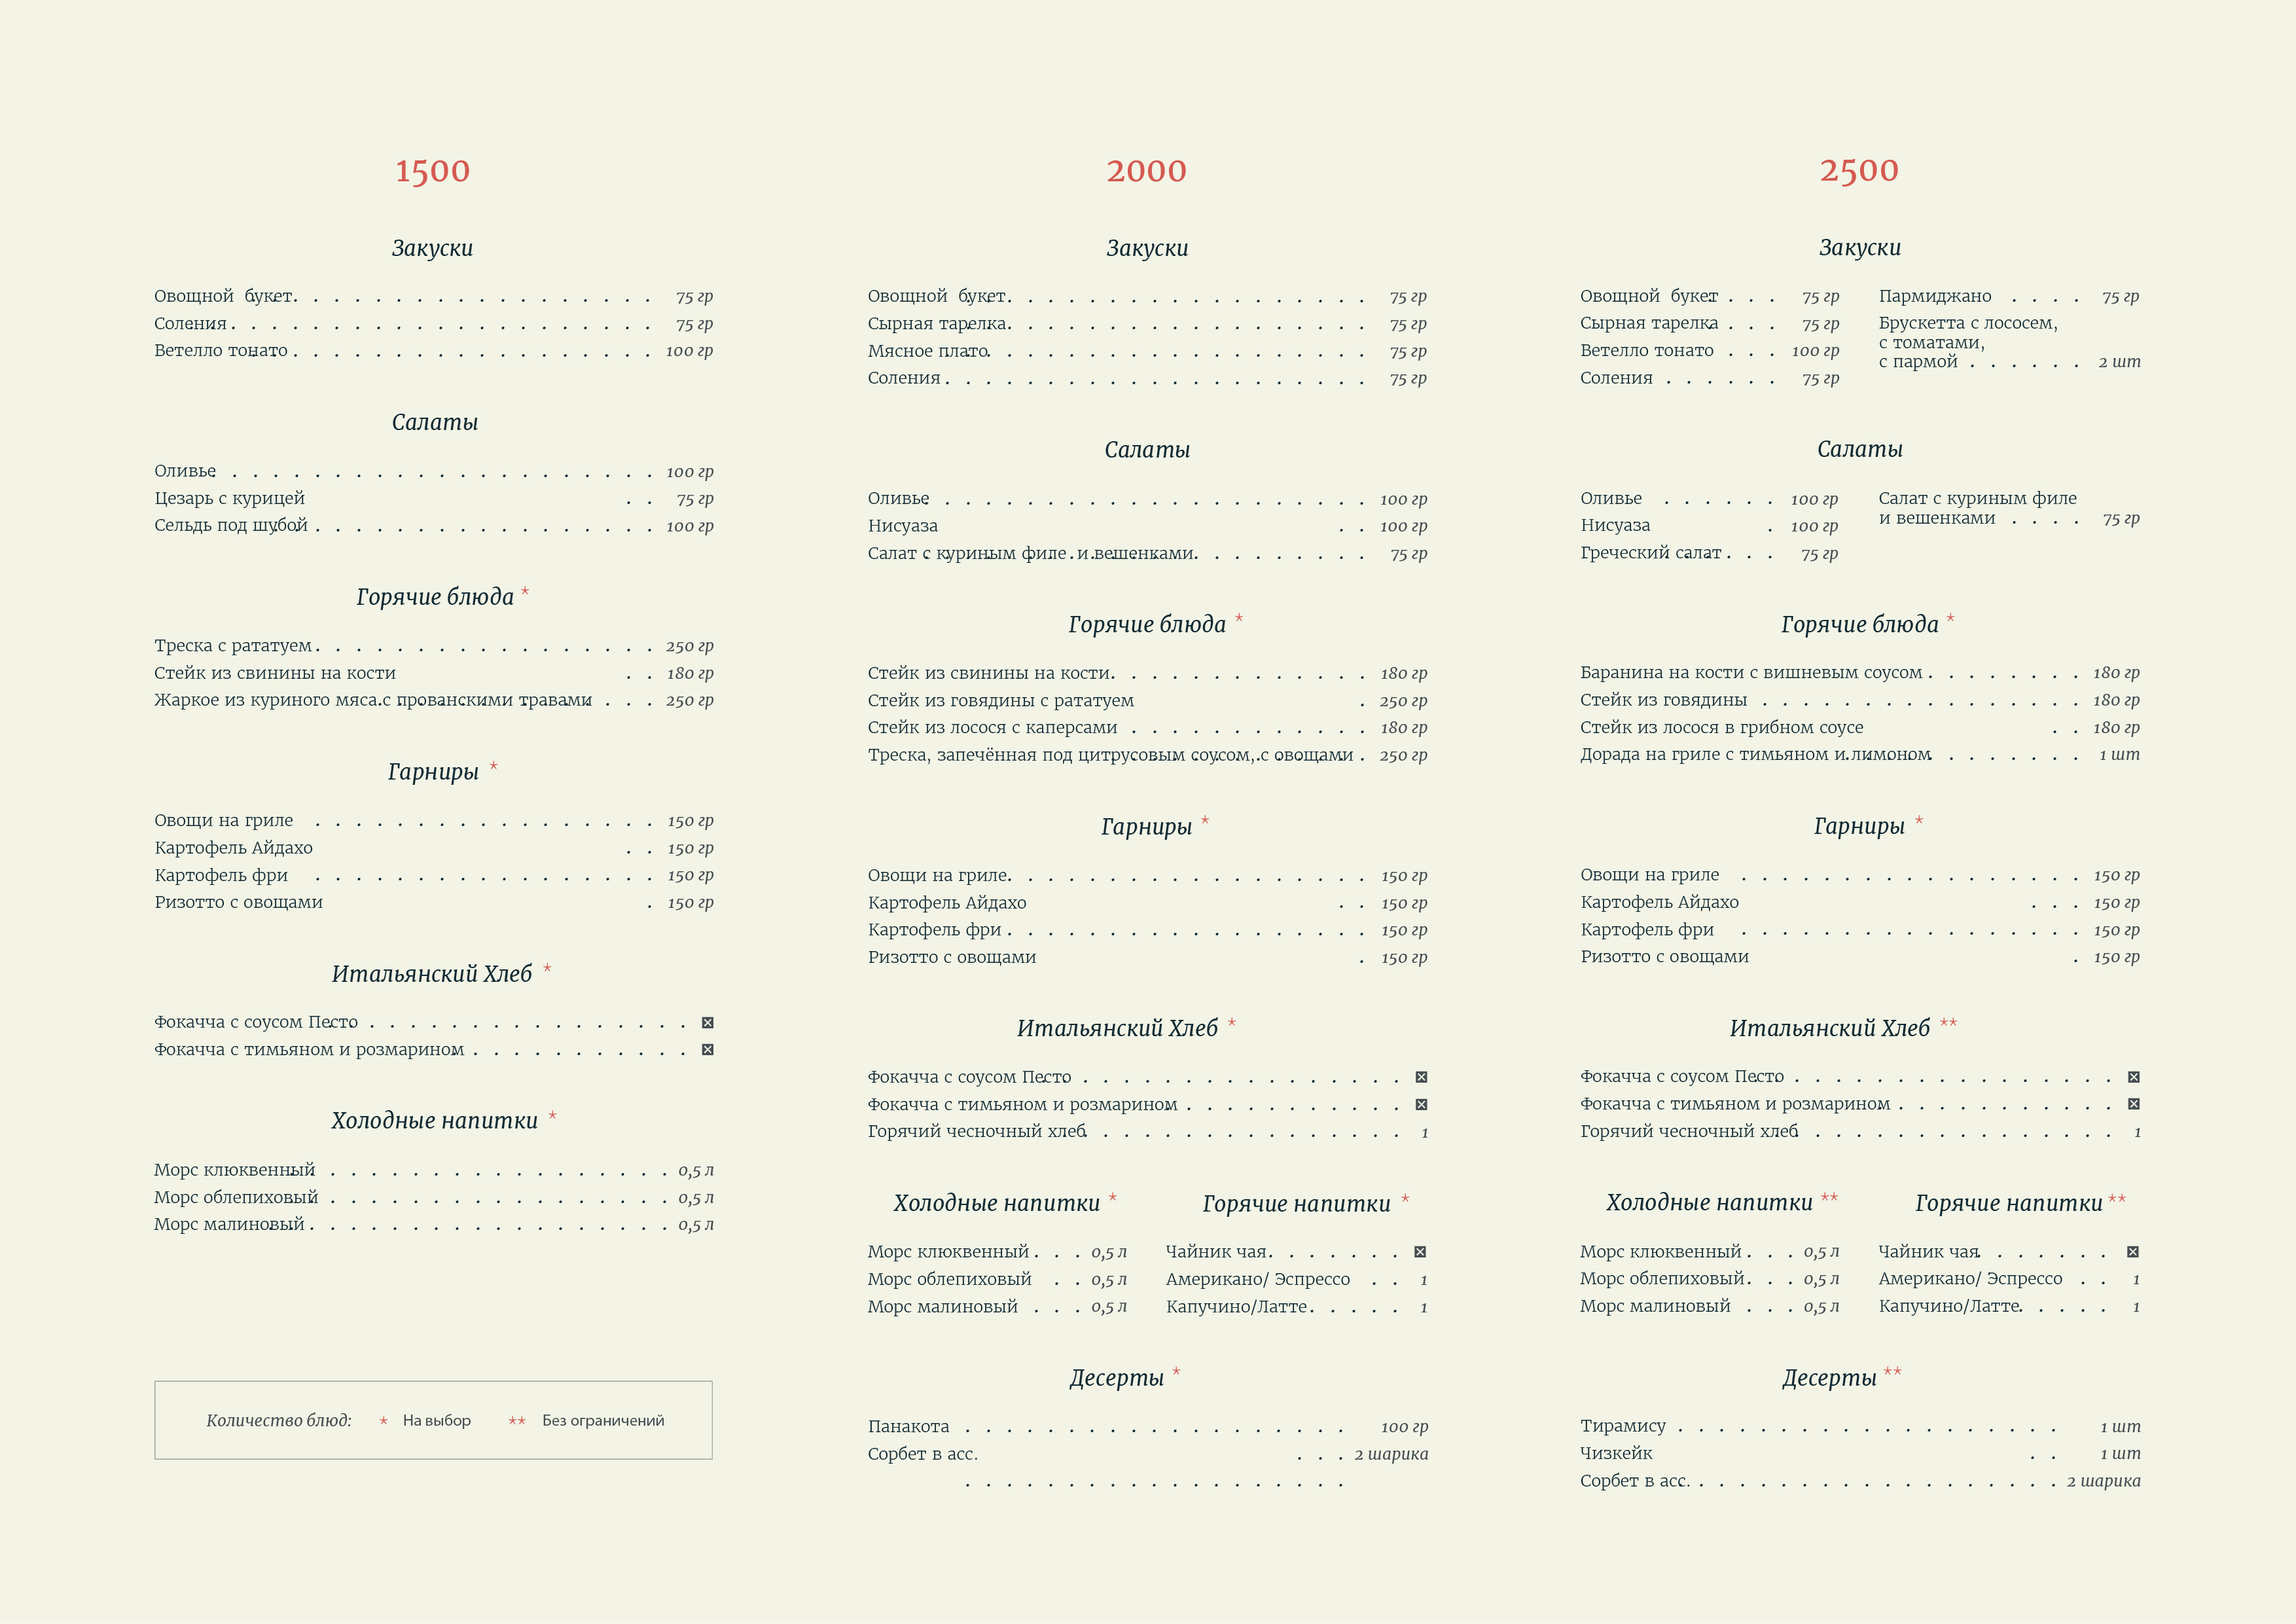 1500
Закуски
Овощной букет 75 гр
Соления 75 гр
Ветелло тонато 100 гр
Салаты
Оливье 100 гр
Цезарь с курицей 75 гр
Сельдь под шубой 100 гр
Горячие блюда *
Треска с рататуем 250 гр
Стейк из свинины на кости 180 гр
Жаркое из куриного мяса с прованскими травами 250 гр
Гарниры *
Овощи на гриле 150 гр
Картофель Айдахо 150 гр
Картофель фри 150 гр
Ризотто с овощами 150 гр
Итальянский Хлеб *
Фокачча с соусом Песто
Фокачча с тимьяном и розмарином
Холодные напитки *
Морс клюквенный 0,5 л
Морс облепиховый 0,5 л
Морс малиновый 0,5 л
Количество блюд: * На выбор ** Без ограничений
2000
Закуски
Овощной букет 75 гр
Сырная тарелка 75 гр
Мясное плато 75 гр
Соления 75 гр
Салаты
Оливье 100 гр
Нисуаза 100 гр
Салат с куриным филе и вешенками 75 гр
Горячие блюда *
Стейк из свинины на кости 180 гр
Стейк из говядины с рататуем 250 гр
Стейк из лосося с каперсами 180 гр
Треска, запечённая под цитрусовым соусом, с овощами 250 гр
Гарниры *
Овощи на гриле 150 гр
Картофель Айдахо 150 гр
Картофель фри 150 гр
Ризотто с овощами 150 гр
Итальянский Хлеб *
Фокачча с соусом Песто
Фокачча с тимьяном и розмарином
Горячий чесночный хлеб 1
Холодные напитки *
Морс клюквенный 0,5 л
Морс облепиховый 0,5 л
Морс малиновый 0,5 л
Горячие напитки *
Чайник чая
Американо/ Эспрессо 1
Капучино/Латте 1
Десерты *
Панакота 100 гр
Сорбет в асс. 2 шарика
2500
Закуски
Овощной букет 75 гр
Сырная тарелка 75 гр
Ветелло тонато 100 гр
Соления 75 гр
Пармиджано 75 гр
Брускетта с лососем,
с томатами,
с пармой 2 шт
Салаты
Оливье 100 гр
Нисуаза 100 гр
Греческий салат 75 гр
Салат с куриным филе
и вешенками 75 гр
Горячие блюда *
Баранина на кости с вишневым соусом 180 гр
Стейк из говядины 180 гр
Стейк из лосося в грибном соусе 180 гр
Дорада на гриле с тимьяном и лимоном 1 шт
Гарниры *
Овощи на гриле 150 гр
Картофель Айдахо 150 гр
Картофель фри 150 гр
Ризотто с овощами 150 гр
Итальянский Хлеб **
Фокачча с соусом Песто
Фокачча с тимьяном и розмарином
Горячий чесночный хлеб 1
Холодные напитки **
Морс клюквенный 0,5 л
Морс облепиховый 0,5 л
Морс малиновый 0,5 л
Горячие напитки **
Чайник чая
Американо/ Эспрессо 1
Капучино/Латте 1
Десерты **
Тирамису 1 шт
Чизкейк 1 шт
Сорбет в асс. 2 шарика